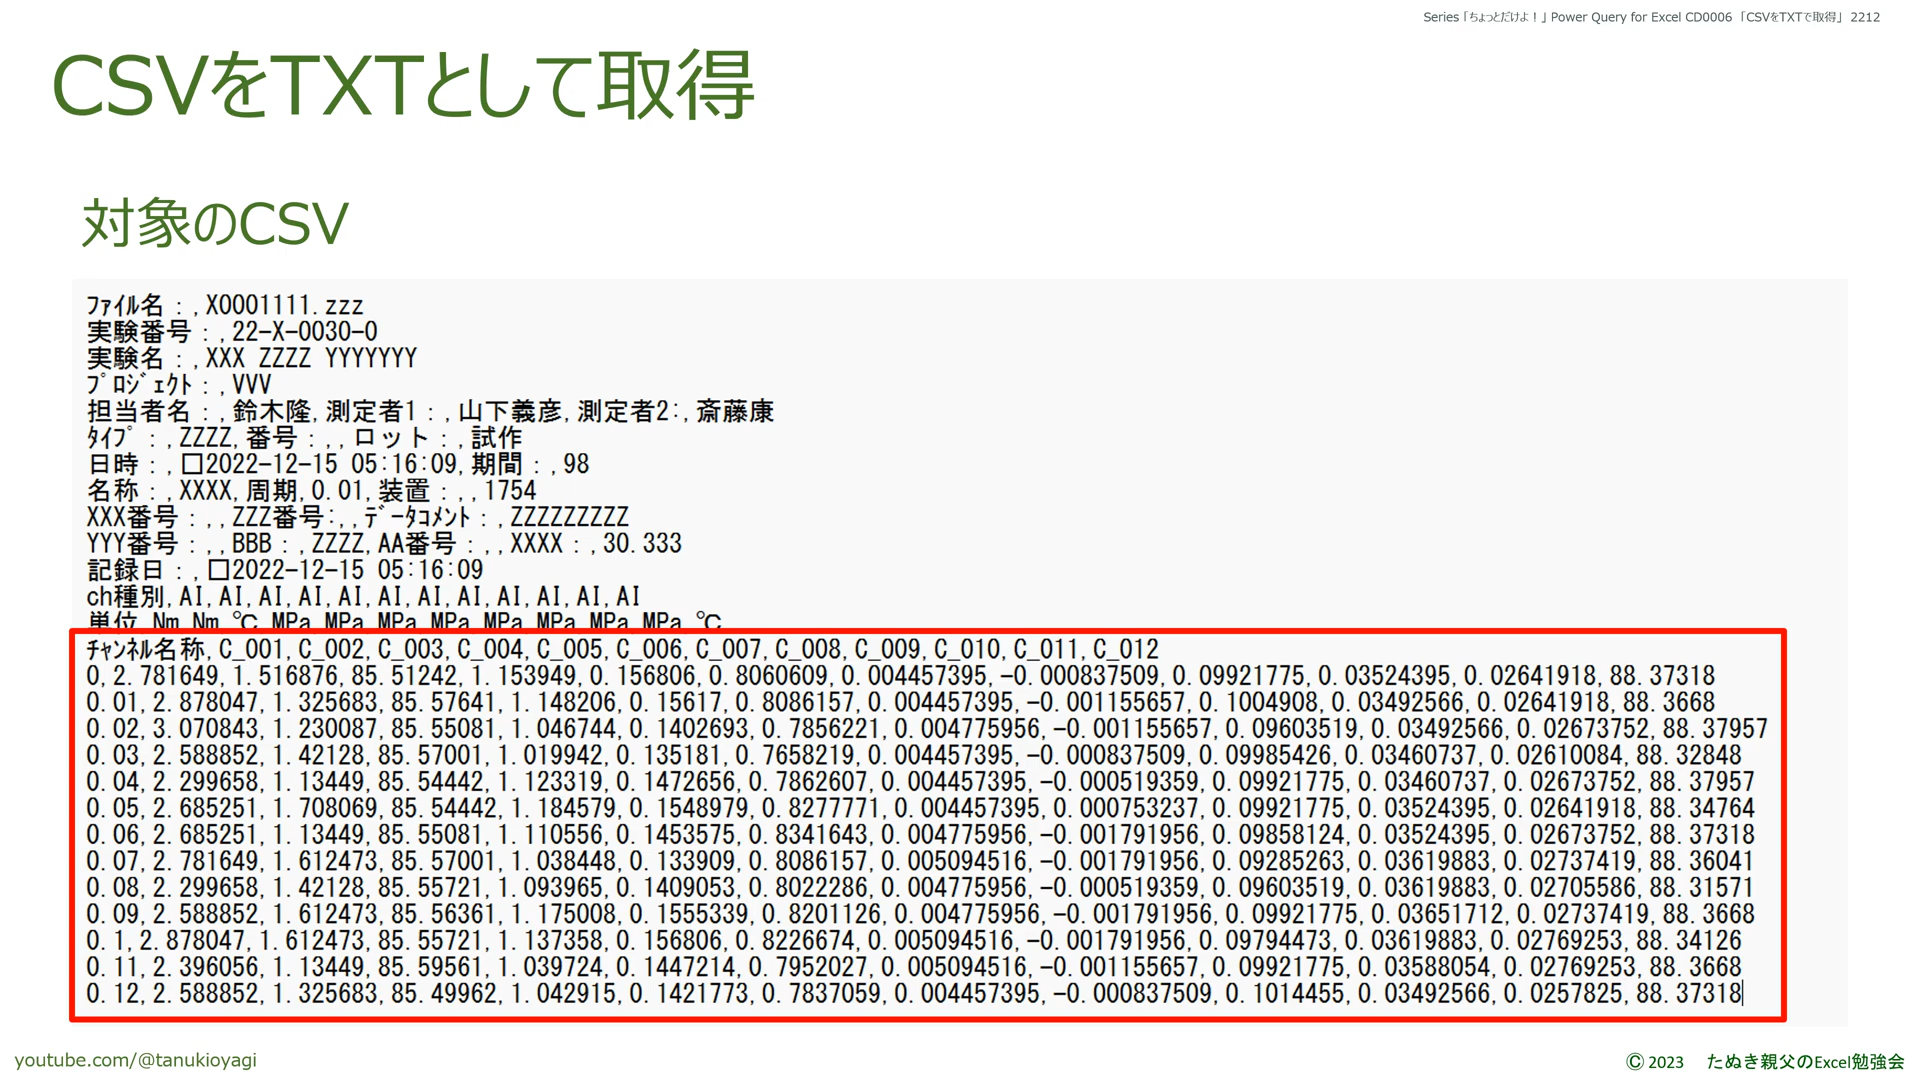 Series「ちょっとだけよ！」Power Query for Excel CD0006「CSVをTXTで取得」 2212
CSVをTXTとして取得
対象のCSV
ﾌｧｲﾙ名：,X0001111.zzz
実験番号：,22-X-0030-0
実験名：,XXX ZZZZ YYYYYYY
ﾌﾟﾛｼﾞｪｸﾄ：,VVV
担当者名：,鈴木隆,測定者1：,山下義彦,測定者2:,斎藤康
ﾀｲﾌﾟ：,ZZZZ,番号：,,ロット：,試作
日時：,□2022-12-15 05:16:09,期間：,98
名称：,XXXX,周期,0.01,装置：,,1754
XXX番号：,,ZZZ番号:,,ﾃﾞｰﾀｺﾒﾝﾄ：,ZZZZZZZZZ
YYY番号：,,BBB：,ZZZZ,AA番号：,,XXXX：,30.333
記録日：,□2022-12-15 05:16:09
ch種別,AI,AI,AI,AI,AI,AI,AI,AI,AI,AI,AI,AI
単位,Nm,Nm,℃,MPa,MPa,MPa,MPa,MPa,MPa,MPa,MPa,℃
ﾁｬﾝﾈﾙ名称,C_001,C_002,C_003,C_004,C_005,C_006,C_007,C_008,C_009,C_010,C_011,C_012
0,2.781649,1.516876,85.51242,1.153949,0.156806,0.8060609,0.004457395,-0.000837509,0.09921775,0.03524395,0.02641918,88.37318
0.01,2.878047,1.325683,85.57641,1.148206,0.15617,0.8086157,0.004457395,-0.001155657,0.1004908,0.03492566,0.02641918,88.3668
0.02,3.070843,1.230087,85.55081,1.046744,0.1402693,0.7856221,0.004775956,-0.001155657,0.09603519,0.03492566,0.02673752,88.37957
0.03,2.588852,1.42128,85.57001,1.019942,0.135181,0.7658219,0.004457395,-0.000837509,0.09985426,0.03460737,0.02610084,88.32848
0.04,2.299658,1.13449,85.54442,1.123319,0.1472656,0.7862607,0.004457395,-0.000519359,0.09921775,0.03460737,0.02673752,88.37957
0.05,2.685251,1.708069,85.54442,1.184579,0.1548979,0.8277771,0.004457395,0.000753237,0.09921775,0.03524395,0.02641918,88.34764
0.06,2.685251,1.13449,85.55081,1.110556,0.1453575,0.8341643,0.004775956,-0.001791956,0.09858124,0.03524395,0.02673752,88.37318
0.07,2.781649,1.612473,85.57001,1.038448,0.133909,0.8086157,0.005094516,-0.001791956,0.09285263,0.03619883,0.02737419,88.36041
0.08,2.299658,1.42128,85.55721,1.093965,0.1409053,0.8022286,0.004775956,-0.000519359,0.09603519,0.03619883,0.02705586,88.31571
0.09,2.588852,1.612473,85.56361,1.175008,0.1555339,0.8201126,0.004775956,-0.001791956,0.09921775,0.03651712,0.02737419,88.3668
0.1,2.878047,1.612473,85.55721,1.137358,0.156806,0.8226674,0.005094516,-0.001791956,0.09794473,0.03619883,0.02769253,88.34126
0.11,2.396056,1.13449,85.59561,1.039724,0.1447214,0.7952027,0.005094516,-0.001155657,0.09921775,0.03588054,0.02769253,88.3668
0.12,2.588852,1.325683,85.49962,1.042915,0.1421773,0.7837059,0.004457395,-0.000837509,0.1014455,0.03492566,0.0257825,88.37318
youtube.com/@tanukioyagi
© 2023 たぬき親父のExcel勉強会